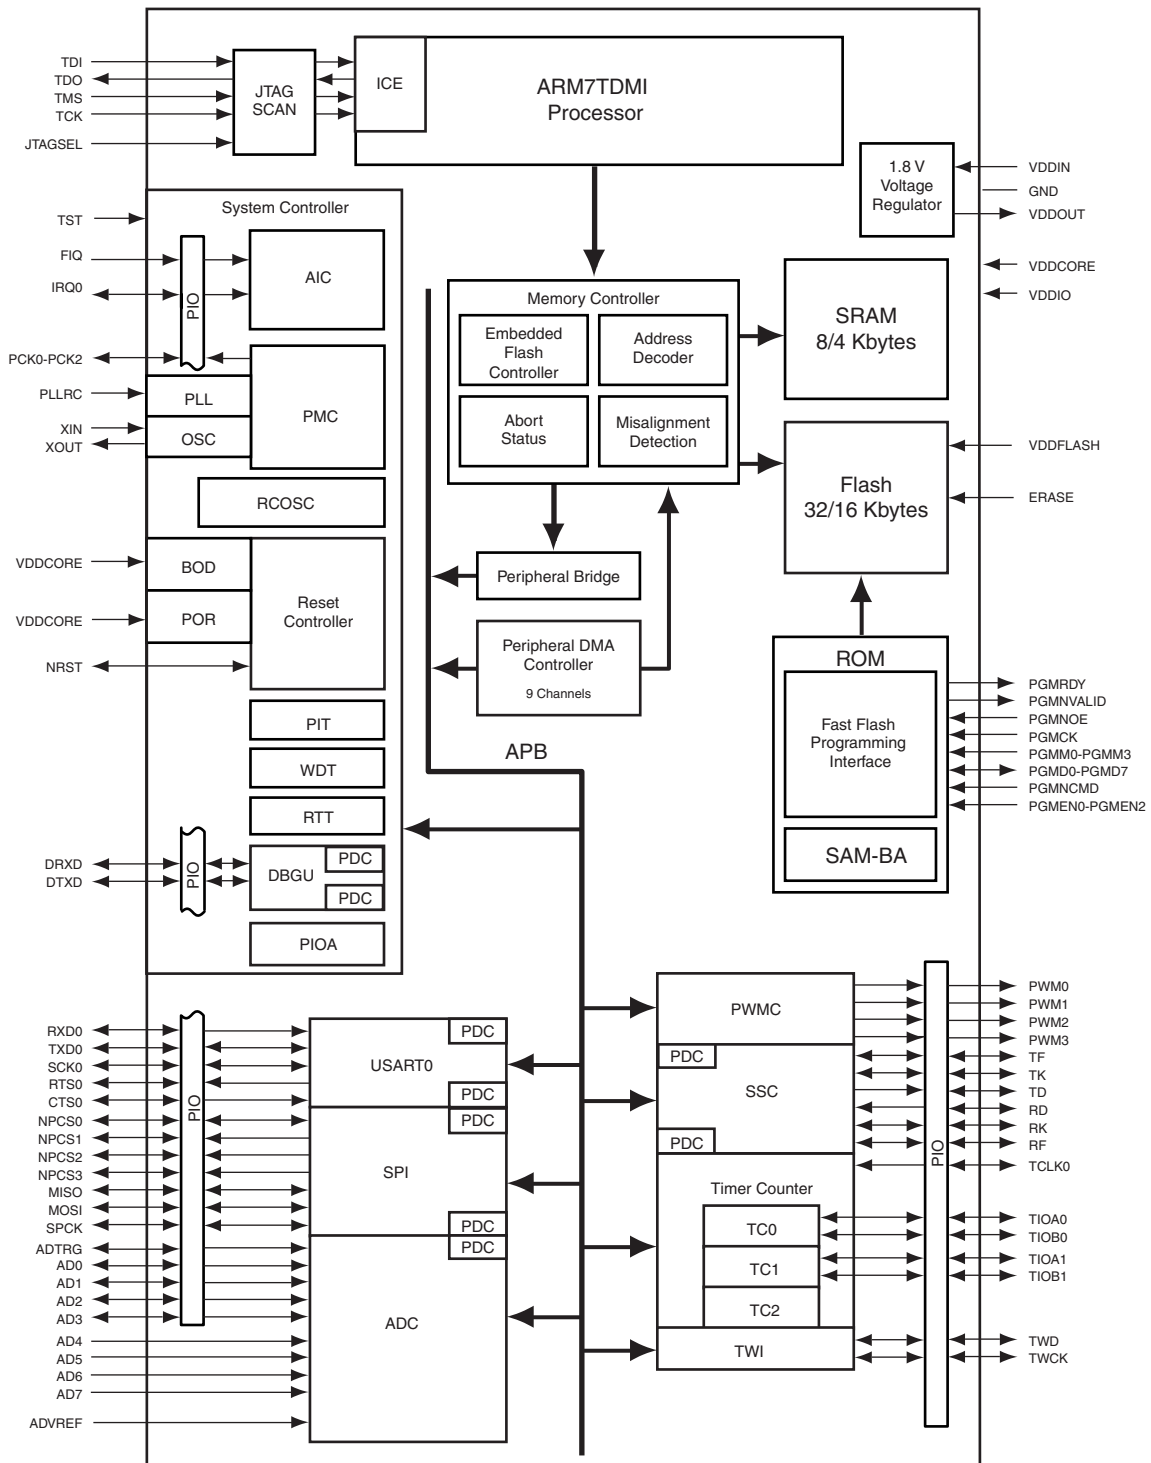 TDI
TDO
TMS
TCK
JTAGSEL
JTAG
SCAN
ICE
ARM7TDMI
Processor
1.8 V
Voltage
Regulator
VDDIN
GND
VDDOUT
VDDCORE
VDDIO
System Controller
TST
FIQ
IRQ0
PIO
AIC
PCK0-PCK2
PLLRC
PLL
XIN
XOUT
OSC
PMC
RCOSC
VDDCORE
BOD
VDDCORE
POR
NRST
Reset
Controller
PIT
WDT
RTT
DRXD
DTXD
PIO
DBGU
PDC
PDC
PIOA
Memory Controller
Embedded
Flash
Controller
Address
Decoder
Abort
Status
Misalignment
Detection
SRAM
8/4 Kbytes
Flash
32/16 Kbytes
VDDFLASH
ERASE
Peripheral Bridge
Peripheral DMA
Controller
9 Channels
APB
ROM
Fast Flash
Programming
Interface
SAM-BA
PGMRDY
PGMNVALID
PGMNOE
PGMCK
PGMM0-PGMM3
PGMD0-PGMD7
PGMNCMD
PGMEN0-PGMEN2
RXD0
TXD0
SCK0
RTS0
CTS0
NPCS0
NPCS1
NPCS2
NPCS3
MISO
MOSI
SPCK
ADTRG
AD0
AD1
AD2
AD3
AD4
AD5
AD6
AD7
ADVREF
PIO
PDC
USART0
PDC
PDC
SPI
PDC
PDC
ADC
PWMC
PDC
SSC
PDC
Timer Counter
TC0
TC1
TC2
TWI
PIO
PWM0
PWM1
PWM2
PWM3
TF
TK
TD
RD
RK
RF
TCLK0
TIOA0
TIOB0
TIOA1
TIOB1
TWD
TWCK